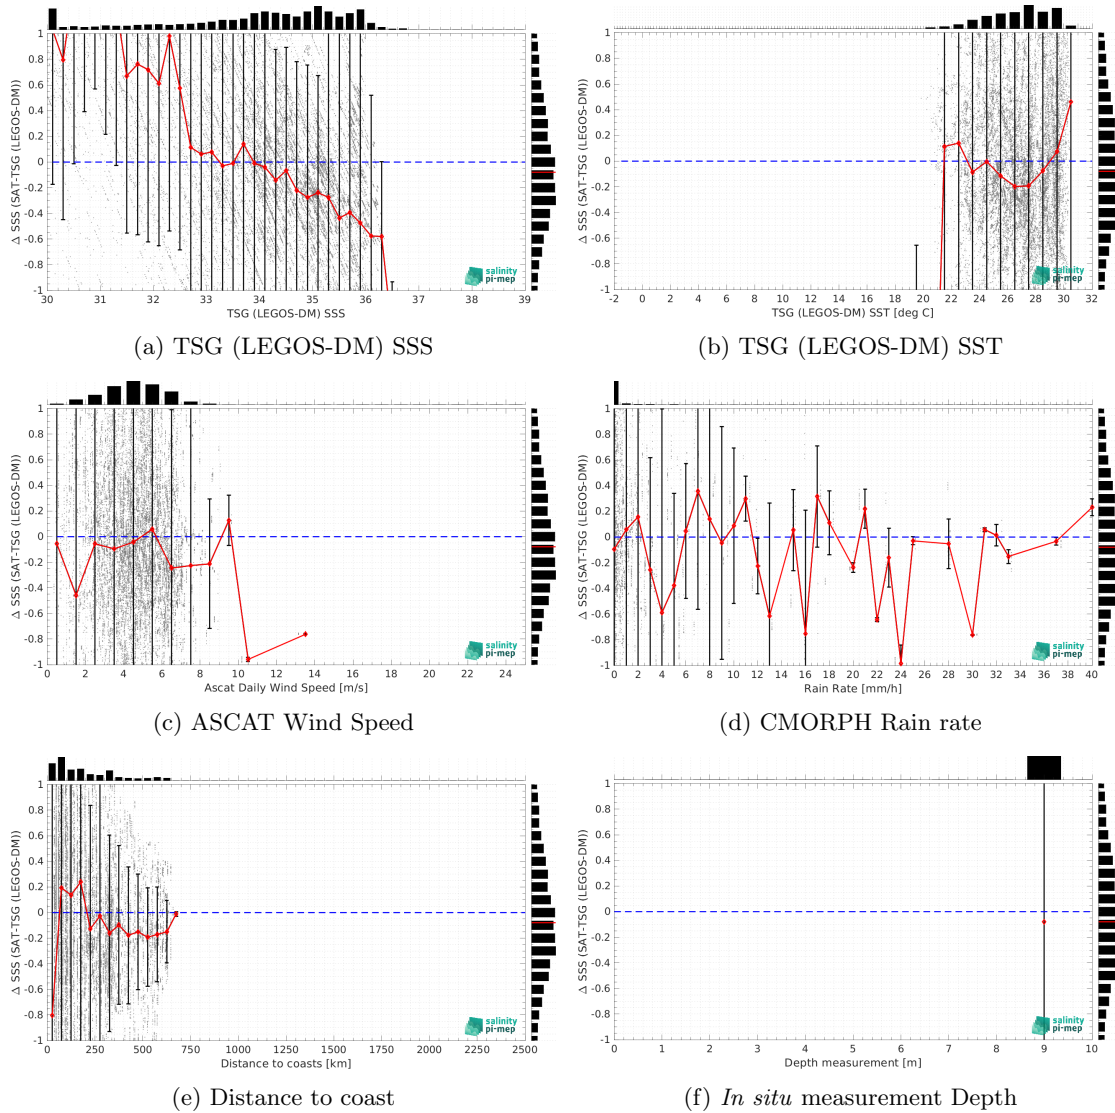 Δ SSS (SAT-TSG (LEGOS-DM))
1
0.8
0.6
0.4
0.2
0
-0.2
-0.4
-0.6
-0.8
-1
30 31 32 33 34 35 36 37 38 39
TSG (LEGOS-DM) SSS
salinity
pi-mep
(a) TSG (LEGOS-DM) SSS
Δ SSS (SAT-TSG (LEGOS-DM))
1
0.8
0.6
0.4
0.2
0
-0.2
-0.4
-0.6
-0.8
-1
-2 0 2 4 6 8 10 12 14 16 18 20 22 24 26 28 30 32
TSG (LEGOS-DM) SST [deg C]
salinity
pi-mep
(b) TSG (LEGOS-DM) SST
Δ SSS (SAT-TSG (LEGOS-DM))
1
0.8
0.6
0.4
0.2
0
-0.2
-0.4
-0.6
-0.8
-1
0 2 4 6 8 10 12 14 16 18 20 22 24
Ascat Daily Wind Speed [m/s]
salinity
pi-mep
(c) ASCAT Wind Speed
Δ SSS (SAT-TSG (LEGOS-DM))
1
0.8
0.6
0.4
0.2
0
-0.2
-0.4
-0.6
-0.8
-1
0 2 4 6 8 10 12 14 16 18 20 22 24 26 28 30 32 34 36 38 40
Rain Rate [mm/h]
salinity
pi-mep
(d) CMORPH Rain rate
Δ SSS (SAT-TSG (LEGOS-DM))
1
0.8
0.6
0.4
0.2
0
-0.2
-0.4
-0.6
-0.8
-1
0 250 500 750 1000 1250 1500 1750 2000 2250 2500
Distance to coasts [km]
salinity
pi-mep
(e) Distance to coast
Δ SSS (SAT-TSG (LEGOS-DM))
1
0.8
0.6
0.4
0.2
0
-0.2
-0.4
-0.6
-0.8
-1
0 1 2 3 4 5 6 7 8 9 10
Depth measurement [m]
salinity
pi-mep
(f) In situ measurement Depth